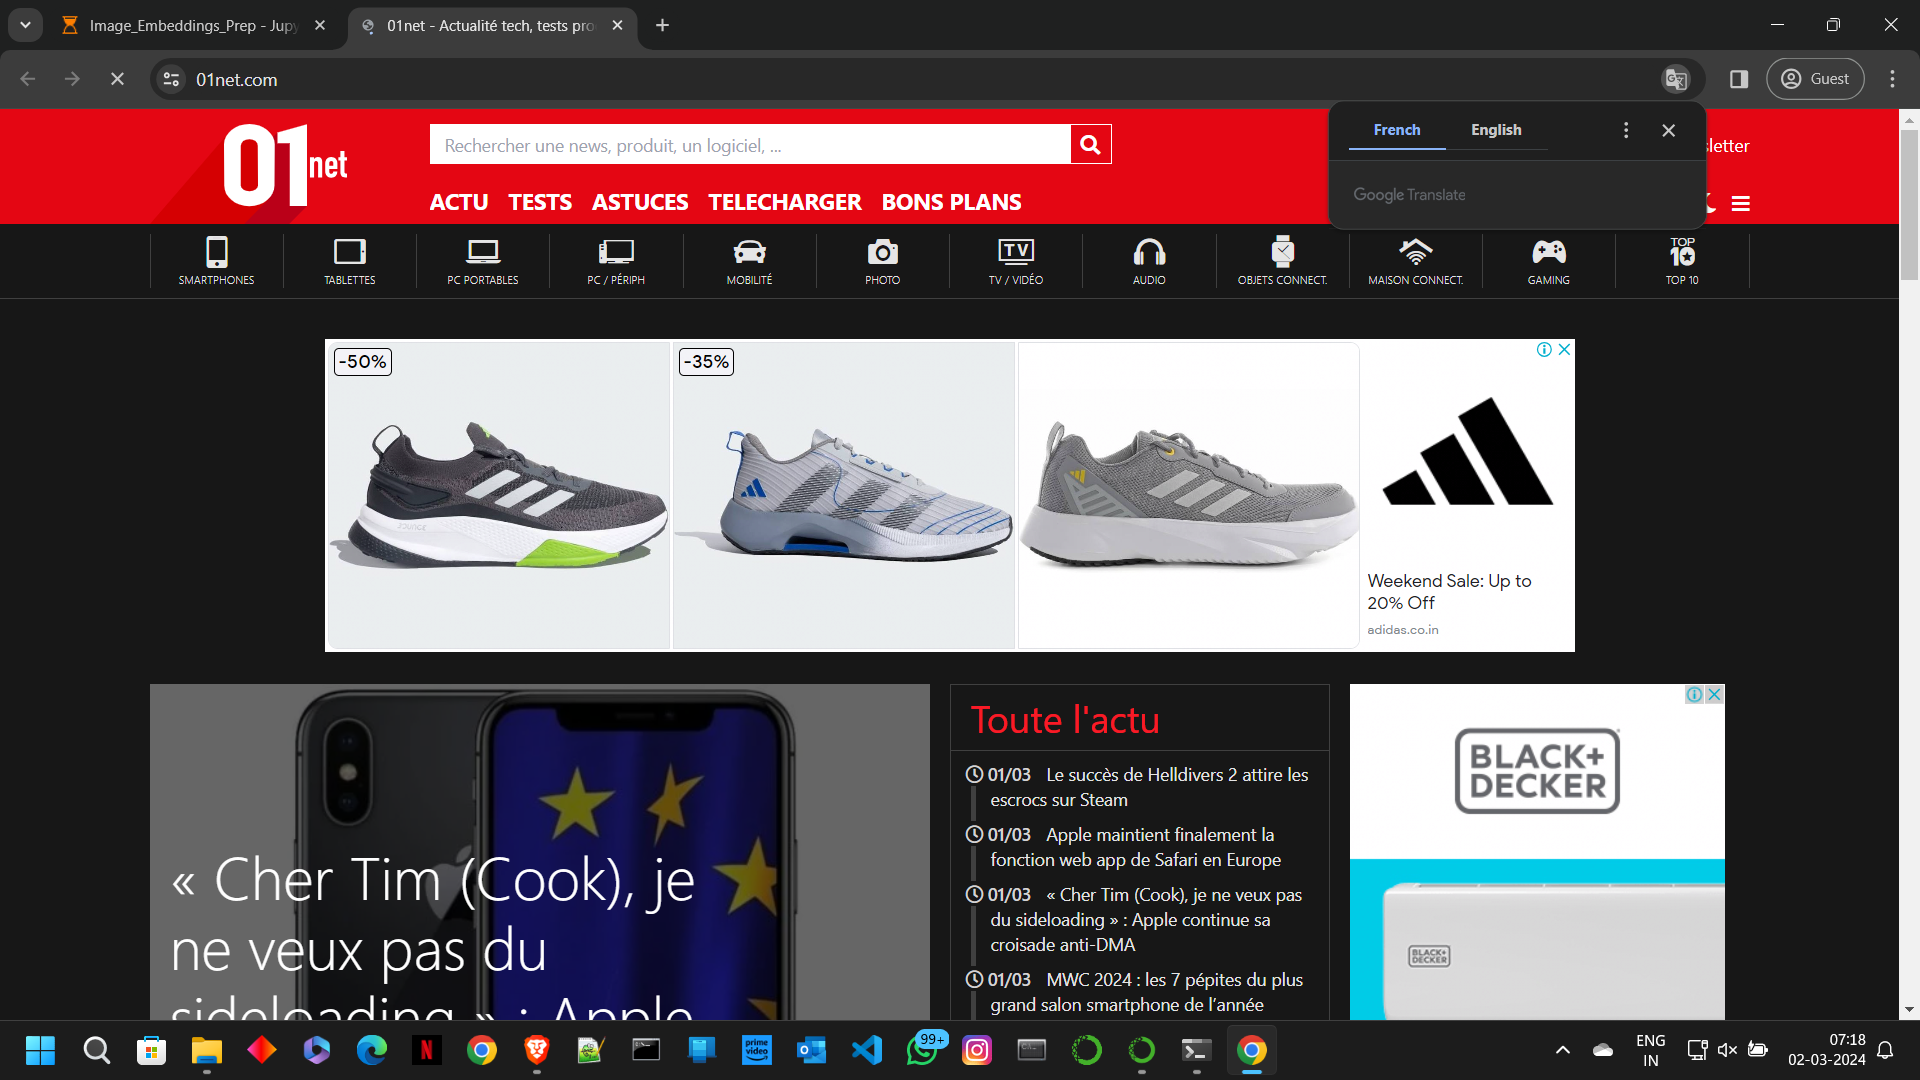 Image_Embeddings_Prep - Jupy
01net - Actualité tech, tests pro
01net.com
Guest
French
English
Google Translate
01net
Rechercher une news, produit, un logiciel, ...
sletter
ACTU TESTS ASTUCES TELECHARGER BONS PLANS
TV
TOP
10
SMARTPHONES
TABLETTES
PC PORTABLES
PC / PÉRIPH
MOBILITÉ
PHOTO
TV / VIDÉO
AUDIO
OBJETS CONNECT.
MAISON CONNECT.
GAMING
TOP 10
-50%
-35%
BOUNCE
Weekend Sale: Up to
20% Off
adidas.co.in
« Cher Tim (Cook), je
ne veux pas du
sideloading » : Apple
Toute l'actu
01/03 Le succès de Helldivers 2 attire les
escrocs sur Steam
01/03 Apple maintient finalement la
fonction web app de Safari en Europe
01/03 « Cher Tim (Cook), je ne veux pas
du sideloading » : Apple continue sa
croisade anti-DMA
01/03 MWC 2024 : les 7 pépites du plus
grand salon smartphone de l’année
BLACK+
DECKER
BLACK+
DECKER
N
prime
video
99+
ENG
IN
07:18
02-03-2024